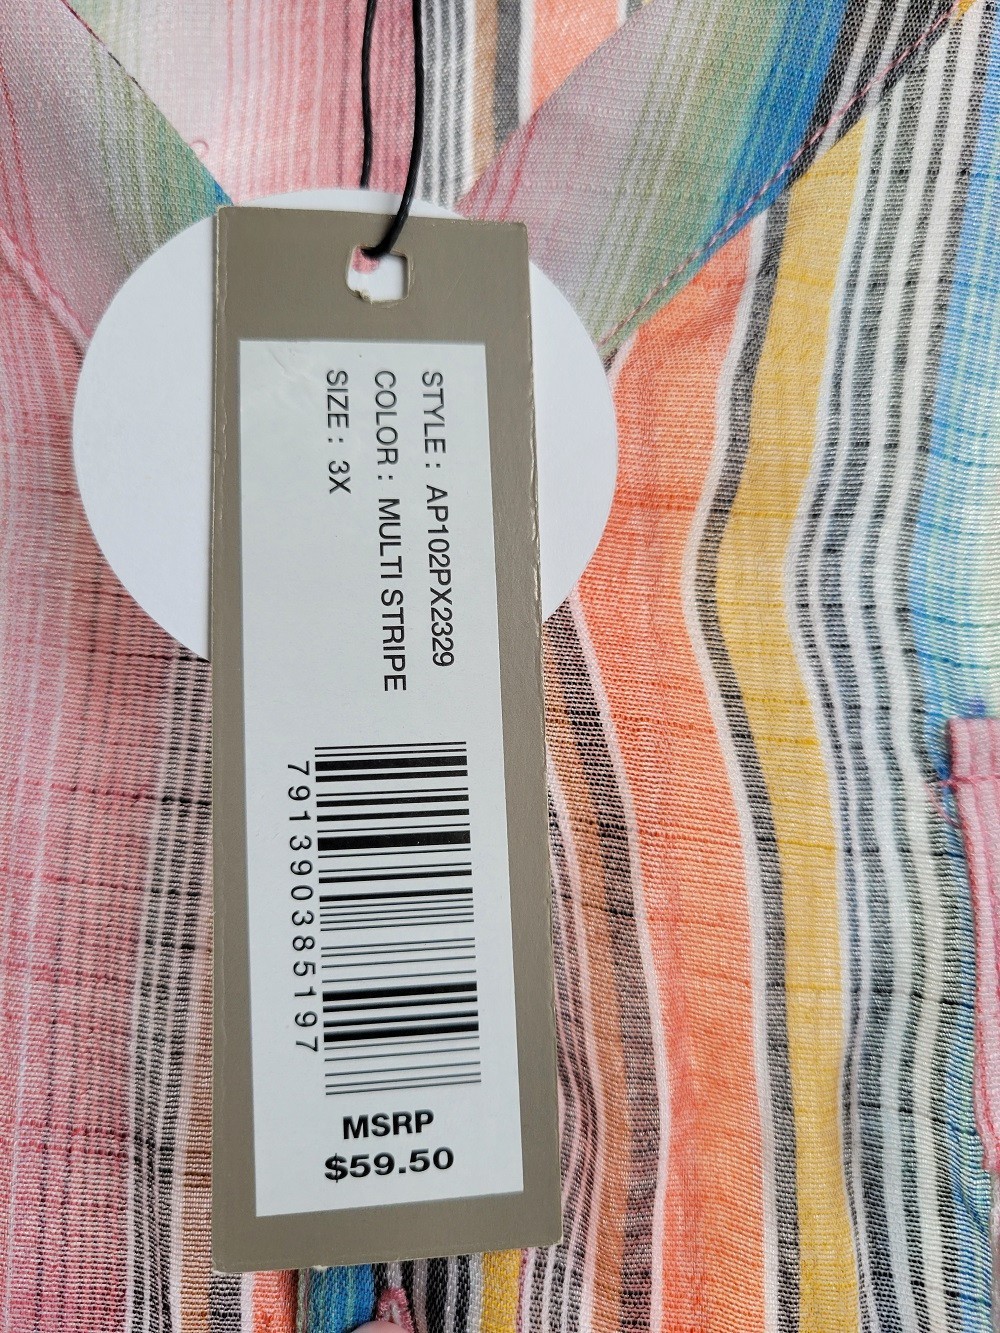 STYLE : AP102PX2329
COLOR : MULTI STRIPE
SIZE : 3X
791390385197
MSRP
$59.50